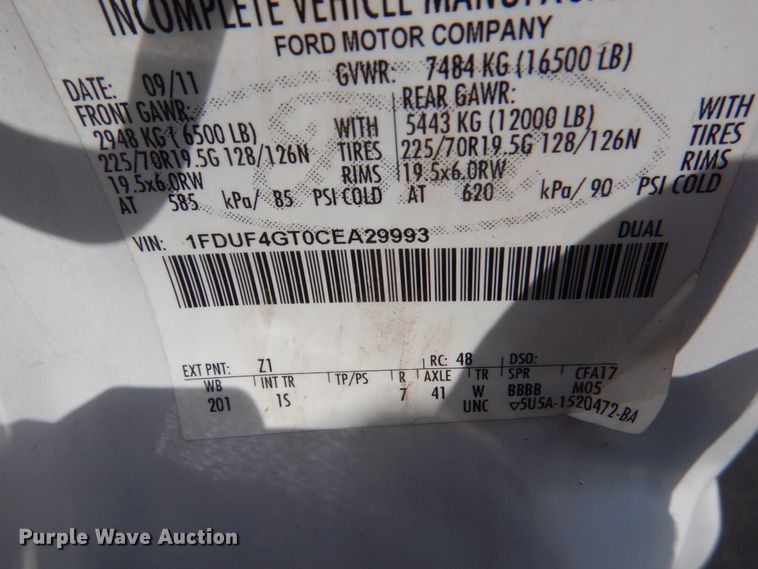 INCOMPLETE VEHICLE MANUFAC
FORD MOTOR COMPANY
DATE: 09/11 GVWR: 7484 KG (16500 LB)
FRONT GAWR: REAR GAWR:
2948 KG (6500 LB) WITH 5443 KG (12000 LB) WITH
225/70R19.5G 128/126N TIRES 225/70R19.5G 128/126N TIRES
19.5x6.0RW RIMS 19.5x6.0RW RIMS
AT 585 kPa/ 85 PSI COLD AT 620 kPa/ 90 PSI COLD
VIN: 1FDUF4GT0CEA29993 DUAL
EXT PNT: Z1 RC: 48 DSO:
WB INT TR TP/PS R AXLE TR SPR CFA17
201 1S 7 41 W BBBB M05
UNC ▽5U5A-1520472-BA
Purple Wave Auction